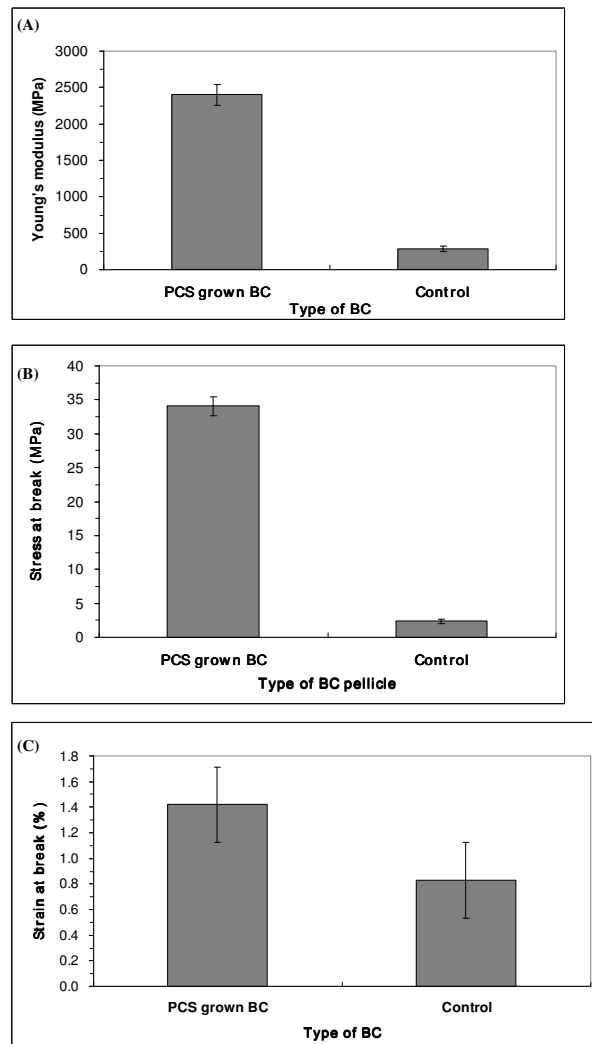 (A)
3000
2500
2000
1500
1000
500
0
Young's modulus (MPa)
PCS grown BC Control
Type of BC
(B)
40
35
30
25
20
15
10
5
0
Stress at break (MPa)
PCS grown BC Control
Type of BC pellicle
(C)
1.8
1.6
1.4
1.2
1.0
0.8
0.6
0.4
0.2
0.0
Strain at break (%)
PCS grown BC Control
Type of BC